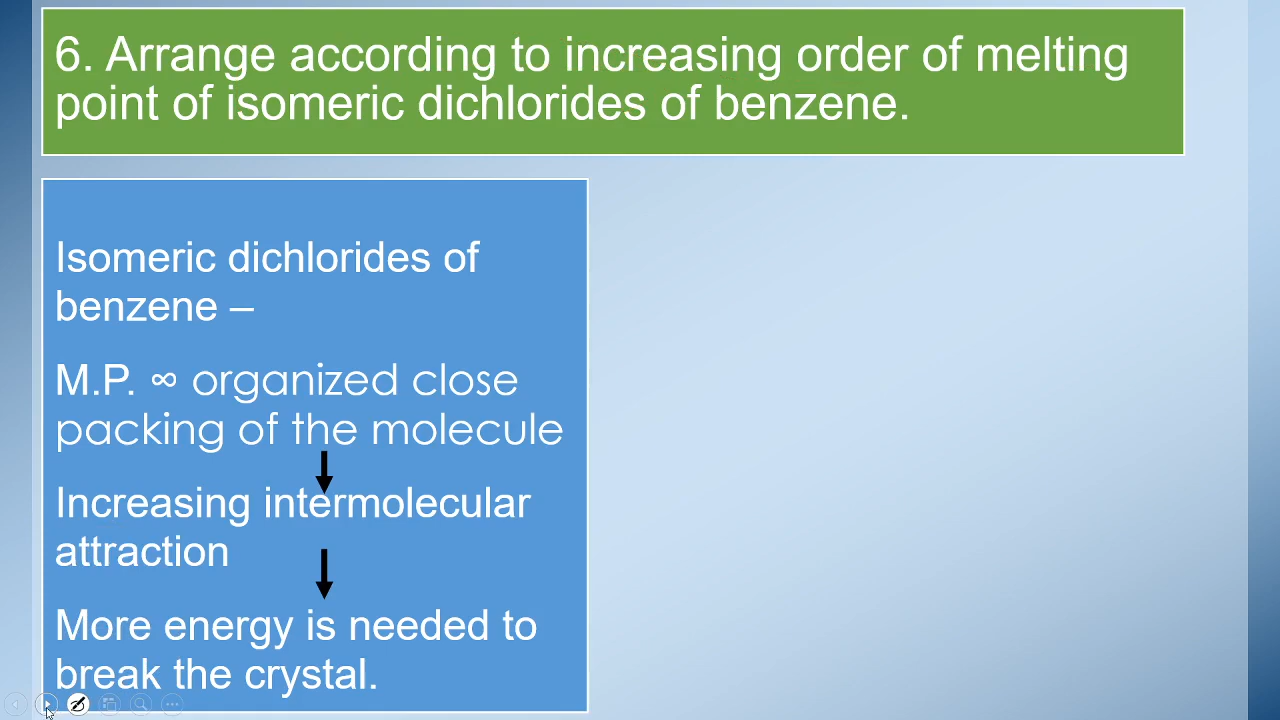 6. Arrange according to increasing order of melting
point of isomeric dichlorides of benzene.
Isomeric dichlorides of
benzene –
M.P. ∞ organized close
packing of the molecule
Increasing intermolecular
attraction
More energy is needed to
break the crystal.